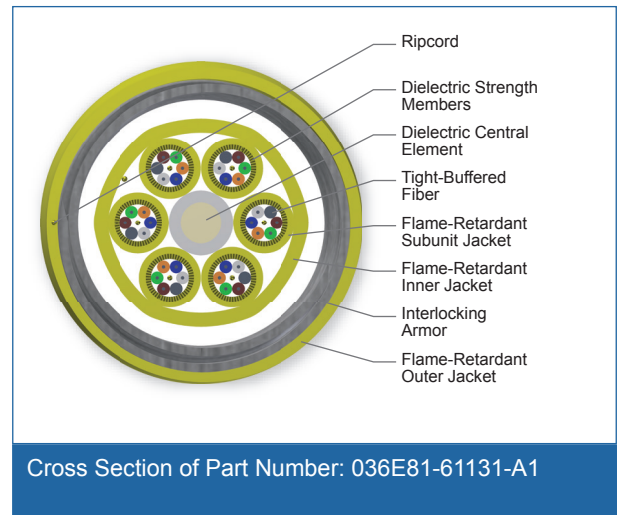 Ripcord
Dielectric Strength
Members
Dielectric Central
Element
Tight-Buffered
Fiber
Flame-Retardant
Subunit Jacket
Flame-Retardant
Inner Jacket
Interlocking
Armor
Flame-Retardant
Outer Jacket
Cross Section of Part Number: 036E81-61131-A1